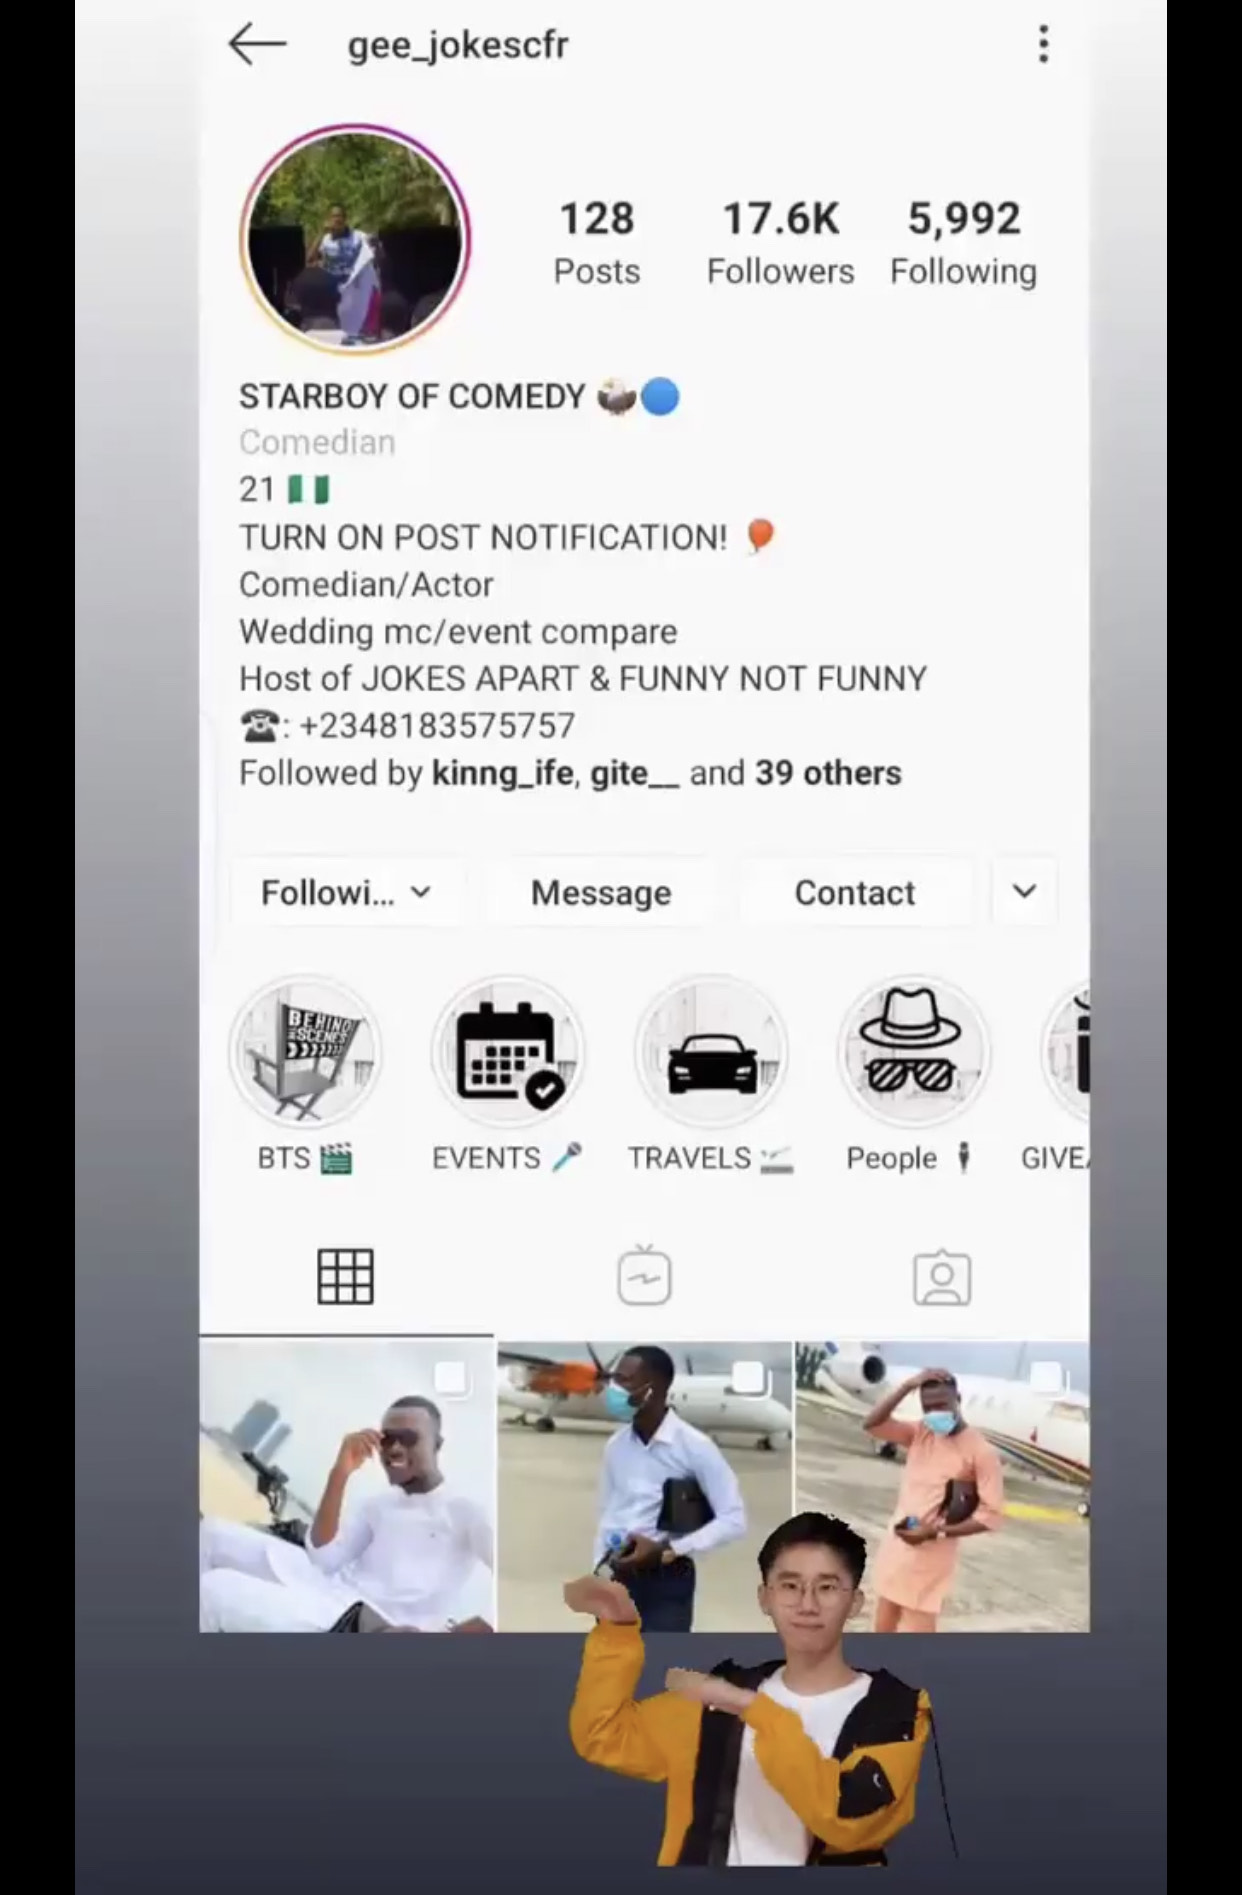 gee_jokescfr
128 17.6K 5,992
Posts Followers Following
STARBOY OF COMEDY 🦅🔵
Comedian
21 🇳🇬
TURN ON POST NOTIFICATION! 🎈
Comedian/Actor
Wedding mc/event compare
Host of JOKES APART & FUNNY NOT FUNNY
☎️: +2348183575757
Followed by kinng_ife, gite__ and 39 others
Followi... Message Contact
BEHIND
SCENES
BTS 🎬 EVENTS 🎤 TRAVELS 🛫 People 🕴 GIVEA